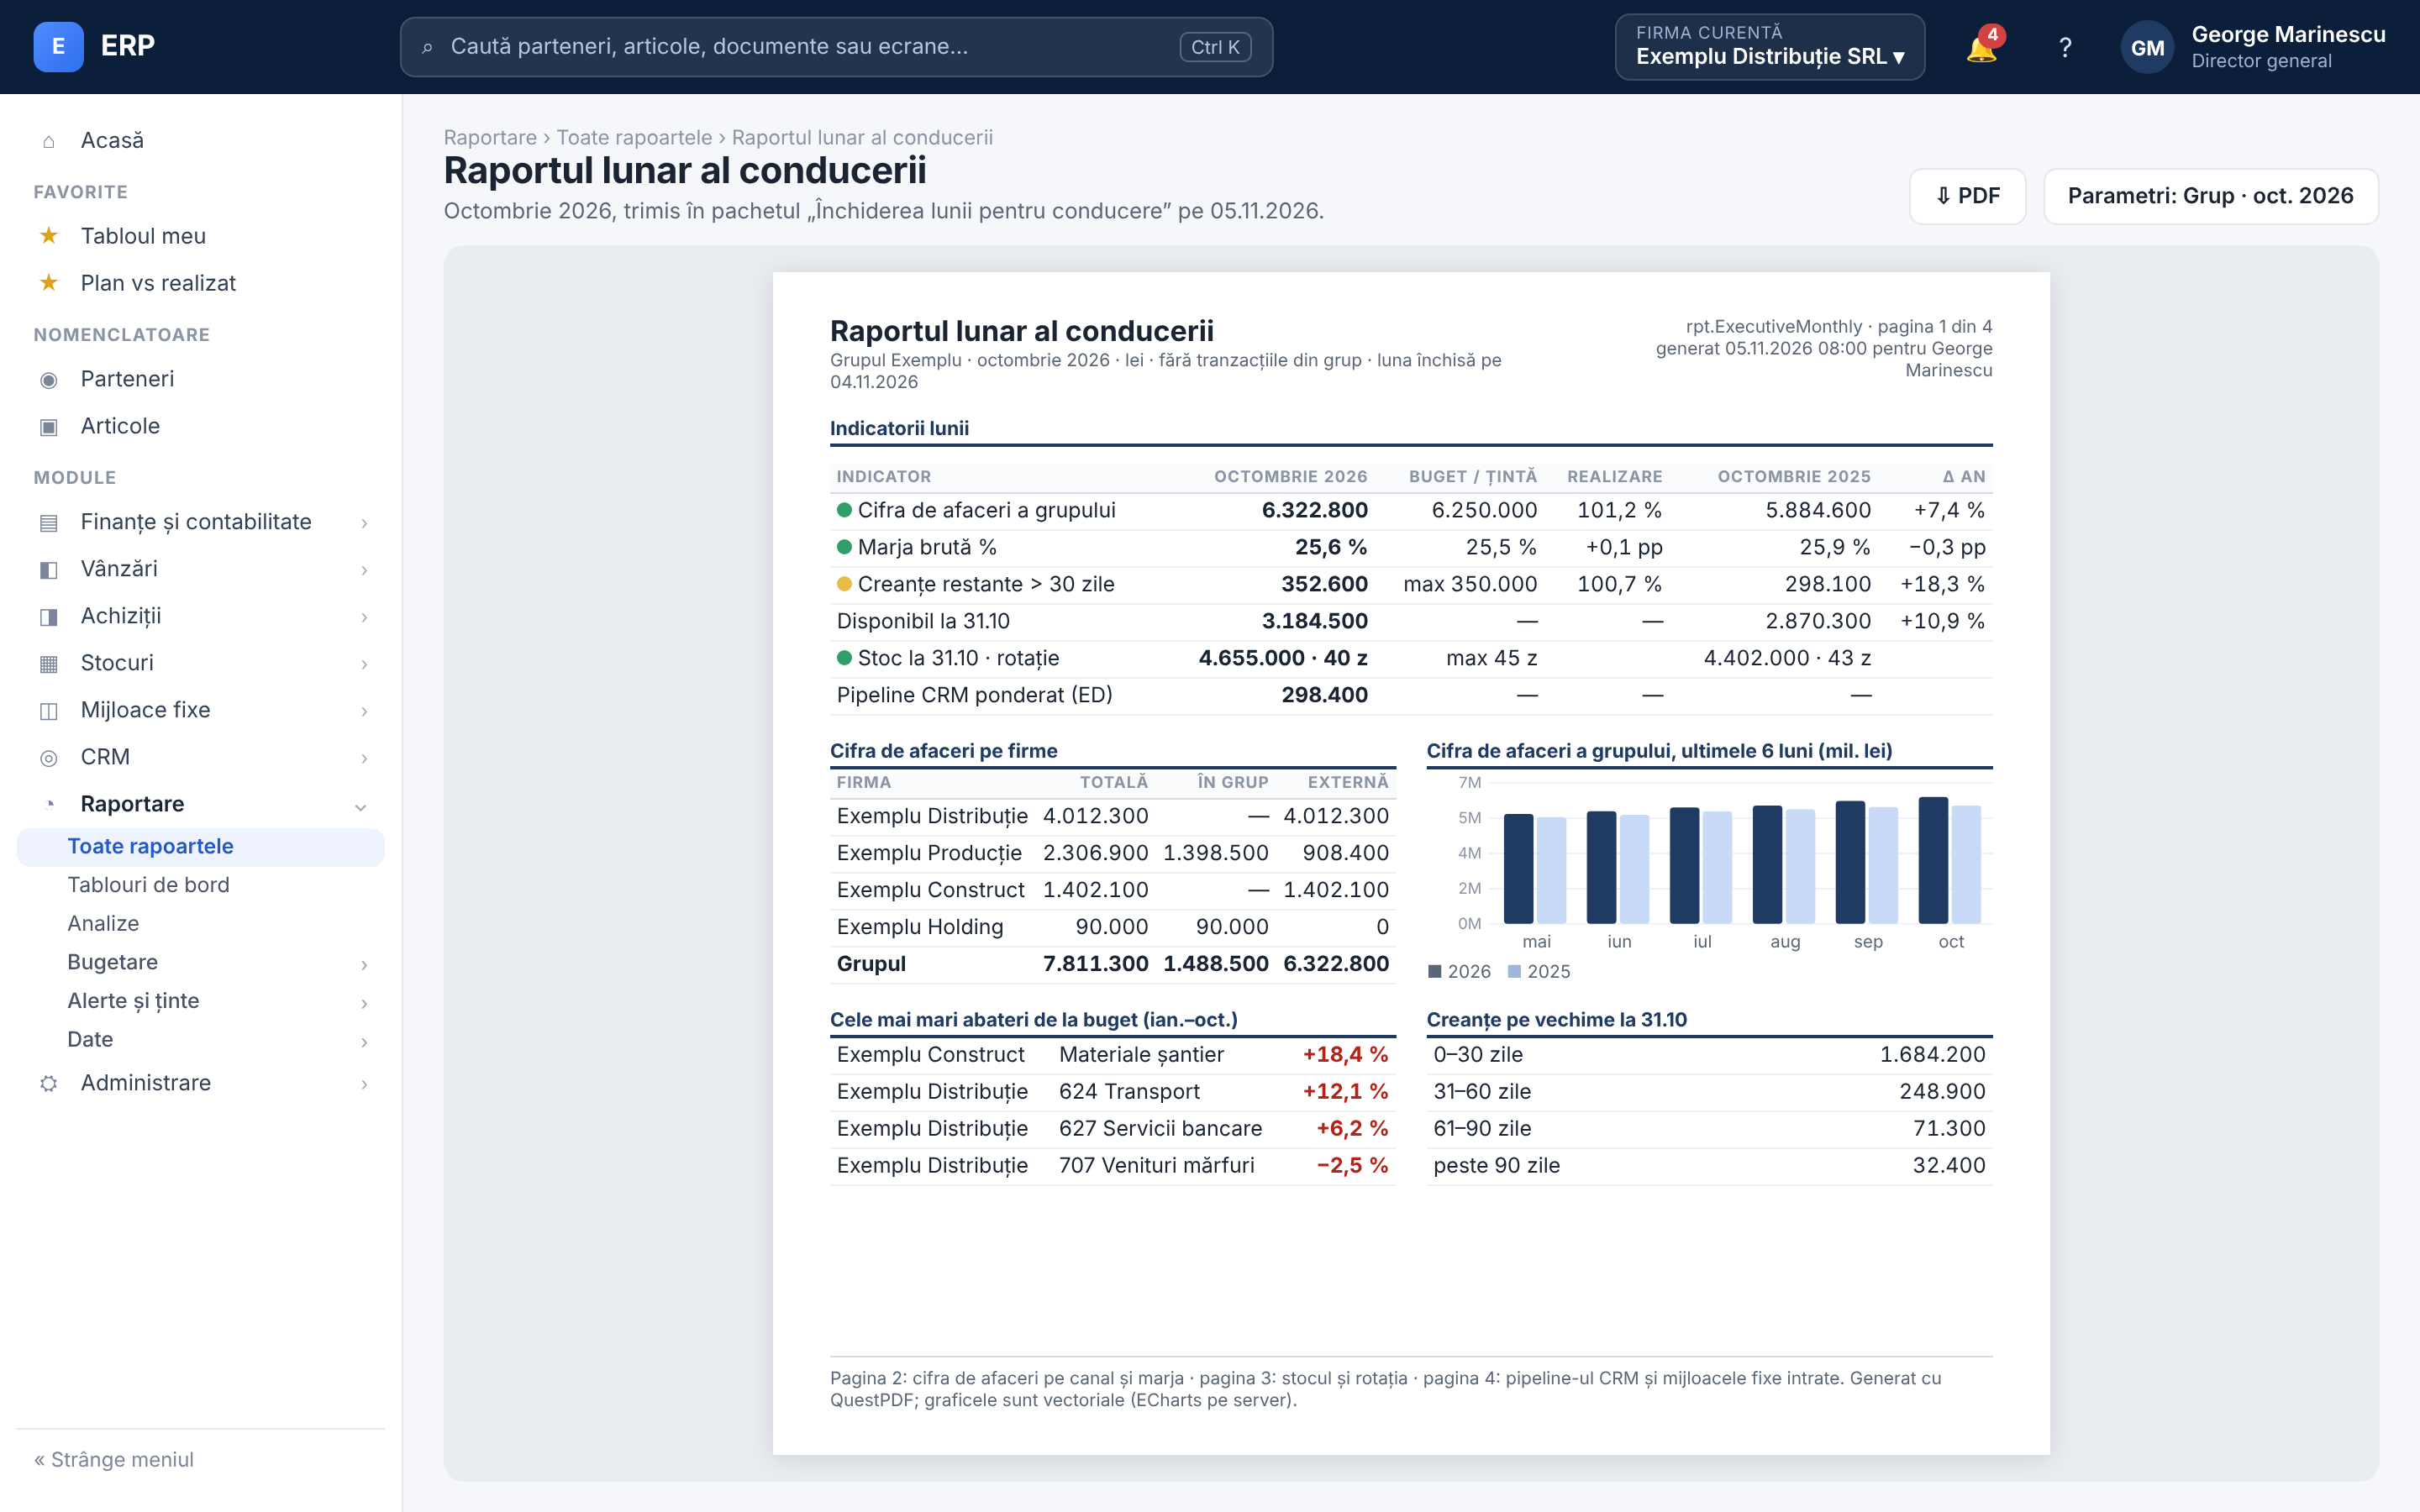 E ERP
Caută parteneri, articole, documente sau ecrane... Ctrl K
FIRMA CURENTĂ
Exemplu Distribuție SRL ▾
4
?
GM
George Marinescu
Director general
Acasă
FAVORITE
Tabloul meu
Plan vs realizat
NOMENCLATOARE
Parteneri
Articole
MODULE
Finanțe și contabilitate
Vânzări
Achiziții
Stocuri
Mijloace fixe
CRM
Raportare
Toate rapoartele
Tablouri de bord
Analize
Bugetare
Alerte și ținte
Date
Administrare
« Strânge meniul
Raportare › Toate rapoartele › Raportul lunar al conducerii
Raportul lunar al conducerii
Octombrie 2026, trimis în pachetul „Închiderea lunii pentru conducere” pe 05.11.2026.
⇩ PDF
Parametri: Grup · oct. 2026
Raportul lunar al conducerii
Grupul Exemplu · octombrie 2026 · lei · fără tranzacțiile din grup · luna închisă pe
04.11.2026
rpt.ExecutiveMonthly · pagina 1 din 4
generat 05.11.2026 08:00 pentru George
Marinescu
Indicatorii lunii
INDICATOR OCTOMBRIE 2026 BUGET / ȚINTĂ REALIZARE OCTOMBRIE 2025 Δ AN
Cifra de afaceri a grupului 6.322.800 6.250.000 101,2 % 5.884.600 +7,4 %
Marja brută % 25,6 % 25,5 % +0,1 pp 25,9 % −0,3 pp
Creanțe restante > 30 zile 352.600 max 350.000 100,7 % 298.100 +18,3 %
Disponibil la 31.10 3.184.500 — — 2.870.300 +10,9 %
Stoc la 31.10 · rotație 4.655.000 · 40 z max 45 z 4.402.000 · 43 z
Pipeline CRM ponderat (ED) 298.400 — — —
Cifra de afaceri pe firme
FIRMA TOTALĂ ÎN GRUP EXTERNĂ
Exemplu Distribuție 4.012.300 — 4.012.300
Exemplu Producție 2.306.900 1.398.500 908.400
Exemplu Construct 1.402.100 — 1.402.100
Exemplu Holding 90.000 90.000 0
Grupul 7.811.300 1.488.500 6.322.800
Cifra de afaceri a grupului, ultimele 6 luni (mil. lei)
7M
5M
4M
2M
0M
mai iun iul aug sep oct
2026 2025
Cele mai mari abateri de la buget (ian.–oct.)
Exemplu Construct Materiale șantier +18,4 %
Exemplu Distribuție 624 Transport +12,1 %
Exemplu Distribuție 627 Servicii bancare +6,2 %
Exemplu Distribuție 707 Venituri mărfuri −2,5 %
Creanțe pe vechime la 31.10
0–30 zile 1.684.200
31–60 zile 248.900
61–90 zile 71.300
peste 90 zile 32.400
Pagina 2: cifra de afaceri pe canal și marja · pagina 3: stocul și rotația · pagina 4: pipeline-ul CRM și mijloacele fixe intrate. Generat cu
QuestPDF; graficele sunt vectoriale (ECharts pe server).